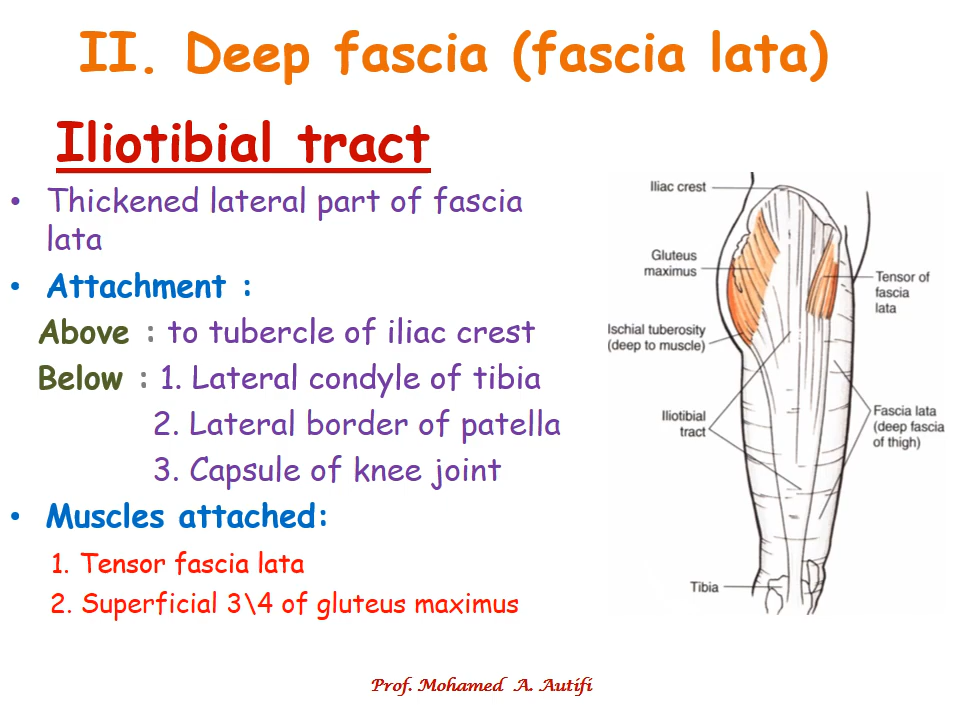 II. Deep fascia (fascia lata)
Iliotibial tract
• Thickened lateral part of fascia
lata
• Attachment :
Above : to tubercle of iliac crest
Below : 1. Lateral condyle of tibia
2. Lateral border of patella
3. Capsule of knee joint
• Muscles attached:
1. Tensor fascia lata
2. Superficial 3\4 of gluteus maximus
Iliac crest
Gluteus
maximus
Tensor of
fascia
lata
Ischial tuberosity
(deep to muscle)
Iliotibial
tract
Fascia lata
(deep fascia
of thigh)
Tibia
Prof. Mohamed A. Autifi